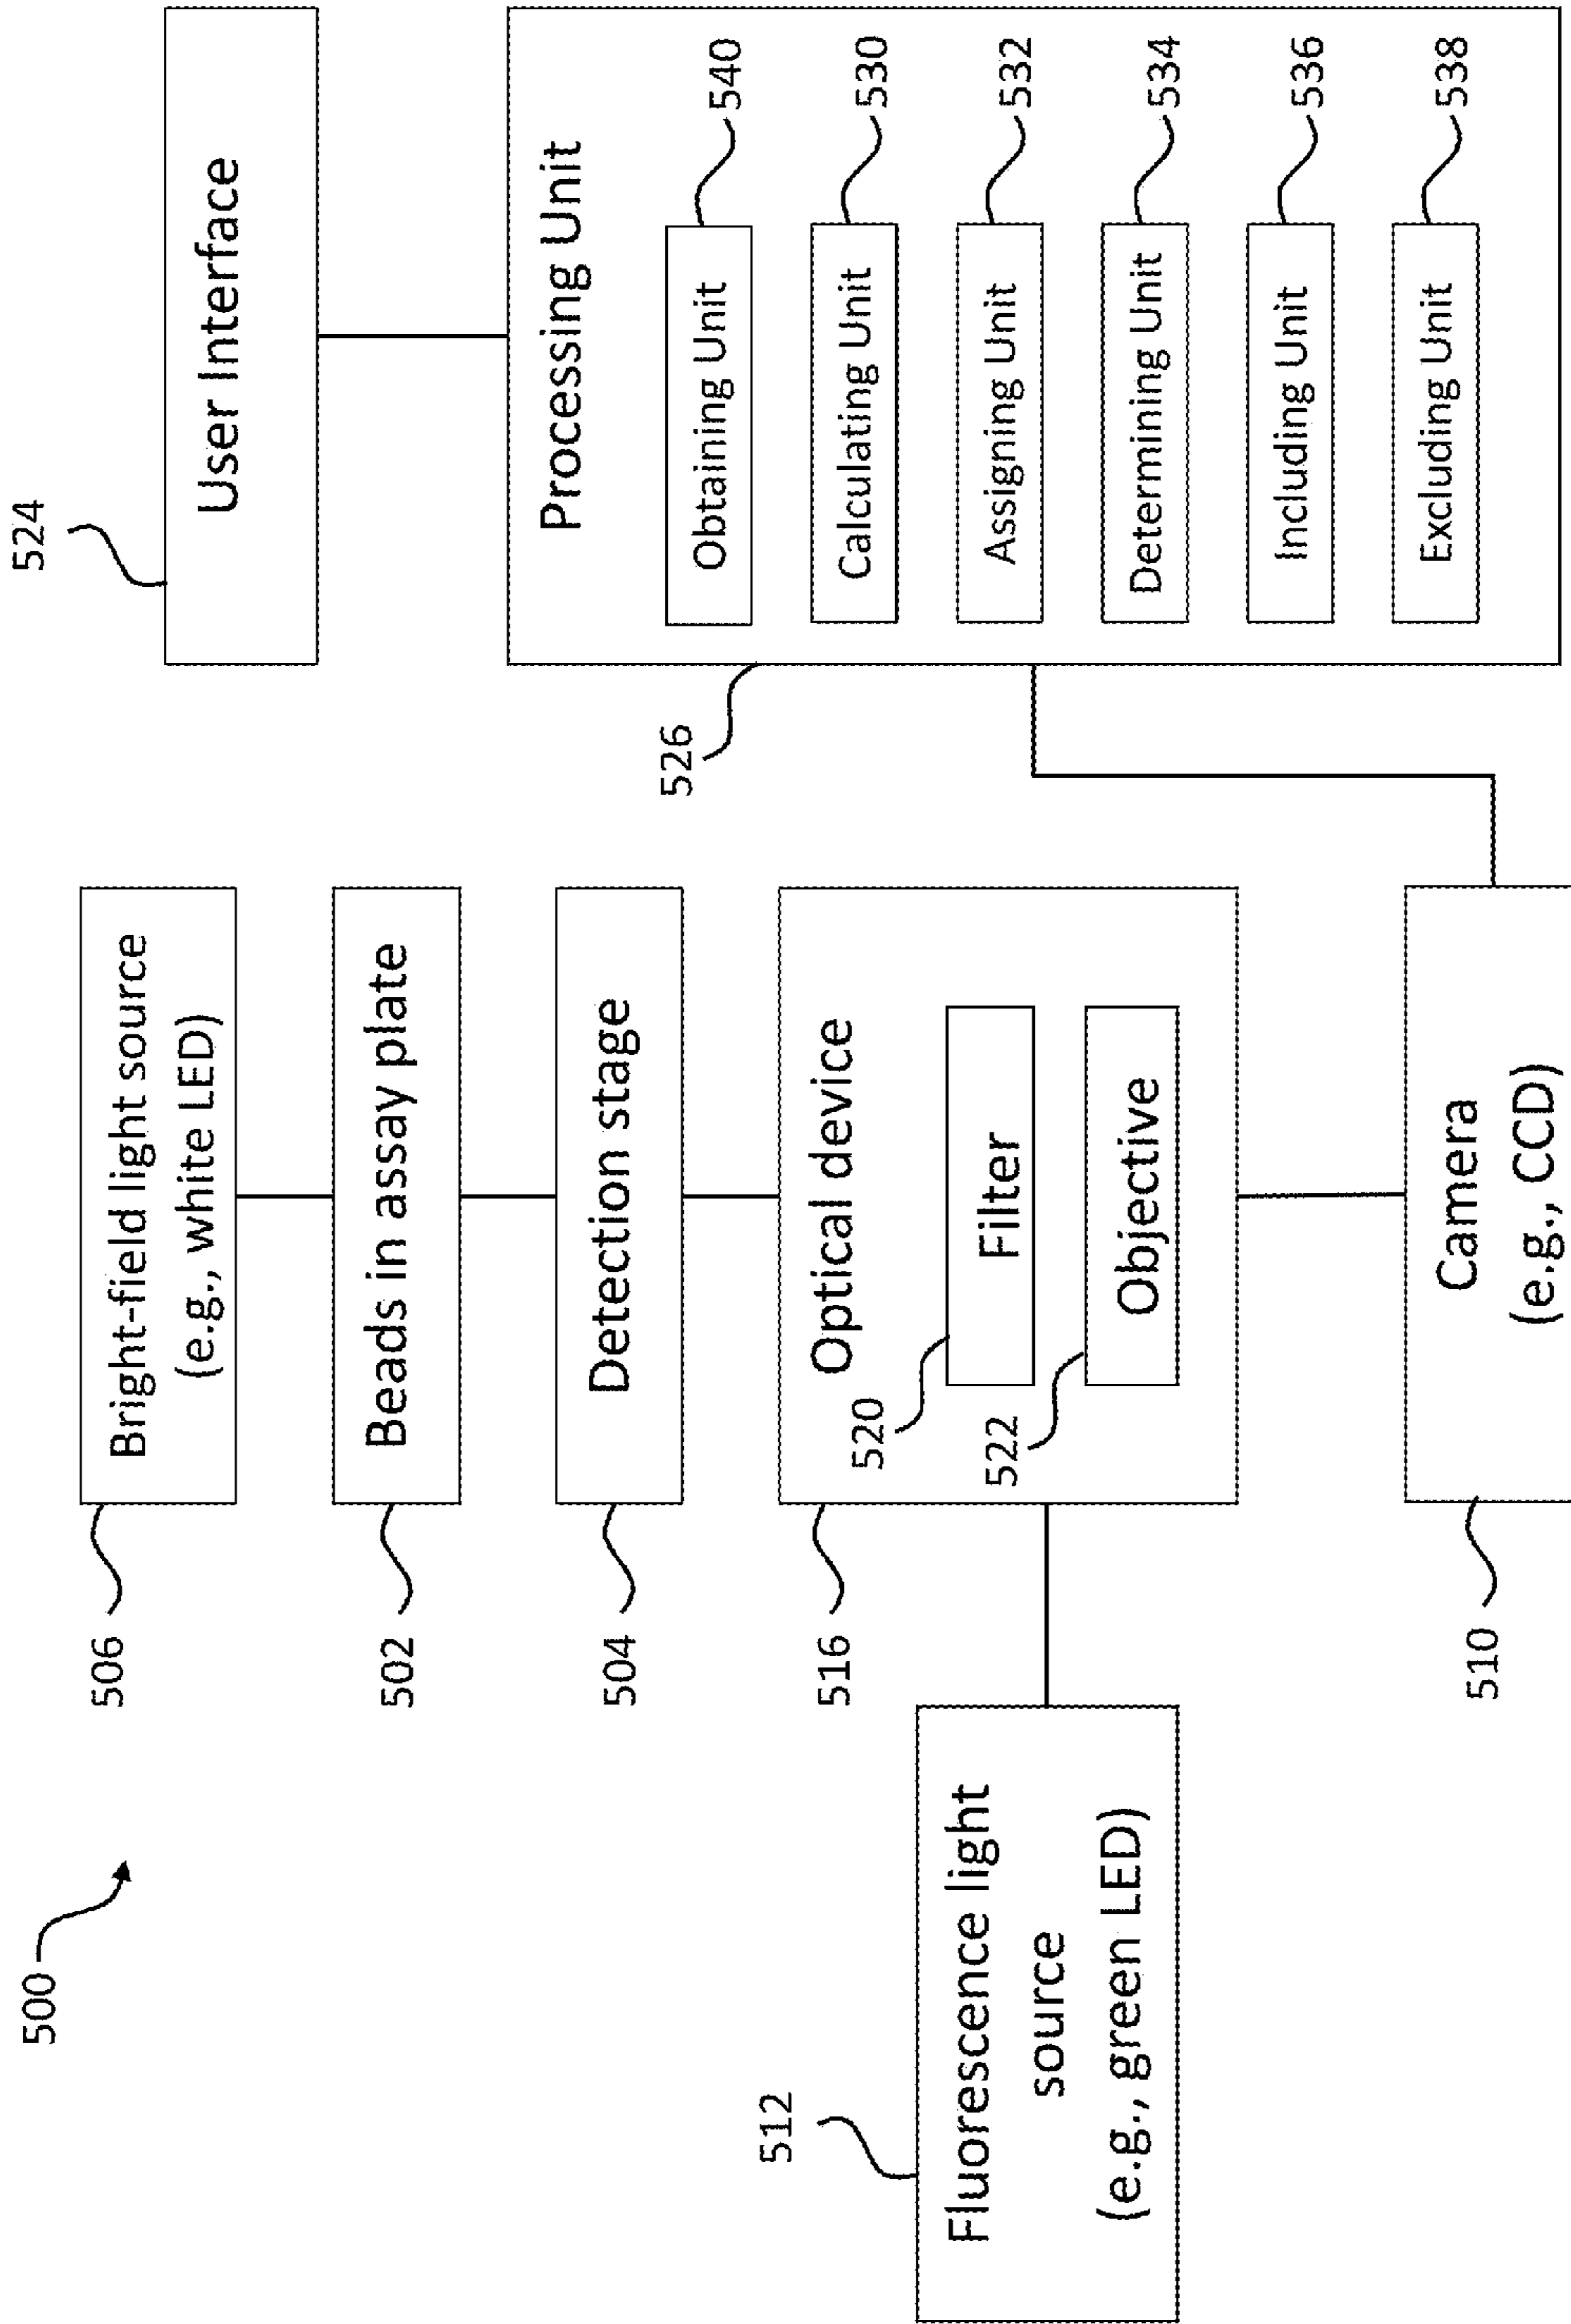 500
506
Bright-field light source
(e.g., white LED)
502
Beads in assay plate
504
Detection stage
516
Optical device
520
Filter
522
Objective
512
Fluorescence light
source
(e.g., green LED)
510
Camera
(e.g., CCD)
524
User Interface
526
Processing Unit
Obtaining Unit
540
Calculating Unit
530
Assigning Unit
532
Determining Unit
534
Including Unit
536
Excluding Unit
538